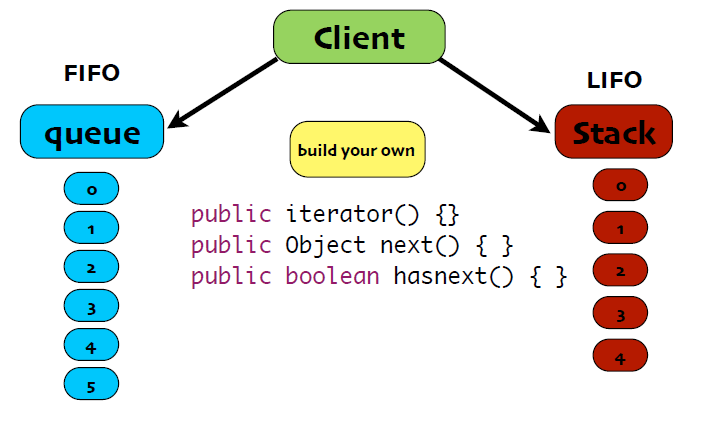 Client
FIFO
LIFO
queue
Stack
build your own
0
1
2
3
4
5
public iterator() {}
public Object next() { }
public boolean hasnext() { }
0
1
2
3
4